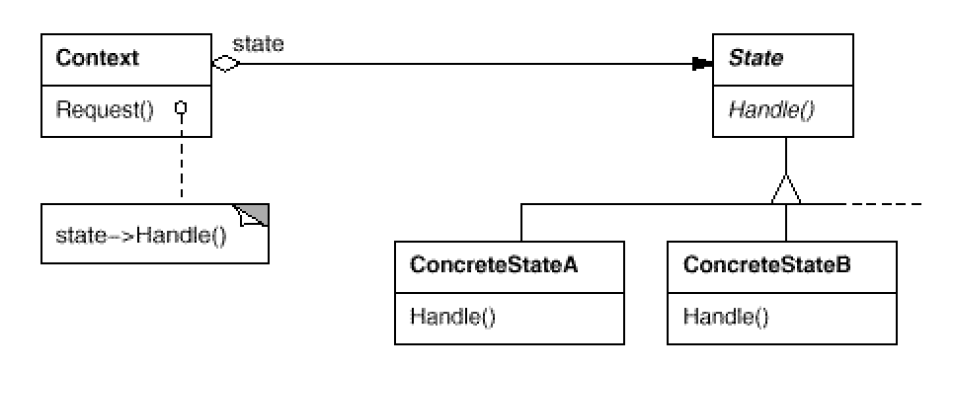 state
Context
State
Request()
Handle()
state->Handle()
ConcreteStateA
ConcreteStateB
Handle()
Handle()